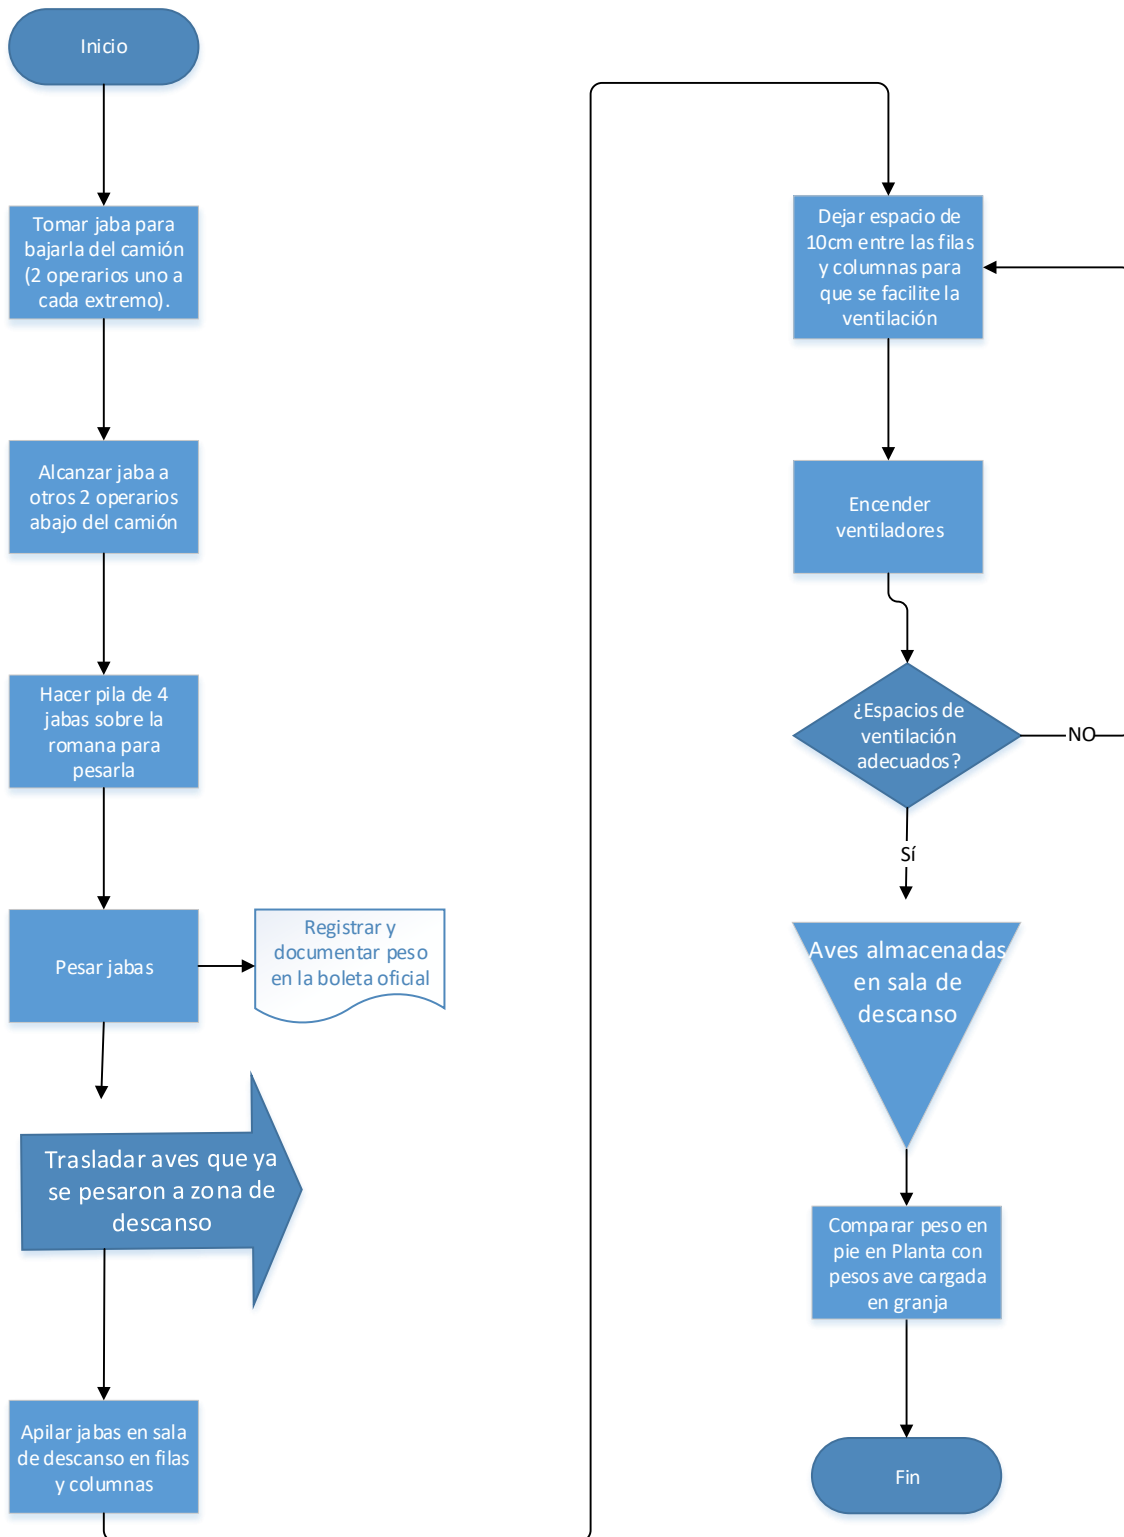 Inicio
Tomar jaba para
bajarla del camión
(2 operarios uno a
cada extremo).
Alcanzar jaba a
otros 2 operarios
abajo del camión
Hacer pila de 4
jabas sobre la
romana para
pesarla
Pesar jabas
Registrar y
documentar peso
en la boleta oficial
Trasladar aves que ya
se pesaron a zona de
descanso
Apilar jabas en sala
de descanso en filas
y columnas
Dejar espacio de
10cm entre las filas
y columnas para
que se facilite la
ventilación
Encender
ventiladores
¿Espacios de
ventilación
adecuados?
NO
Sí
Aves almacenadas
en sala de
descanso
Comparar peso en
pie en Planta con
pesos ave cargada
en granja
Fin